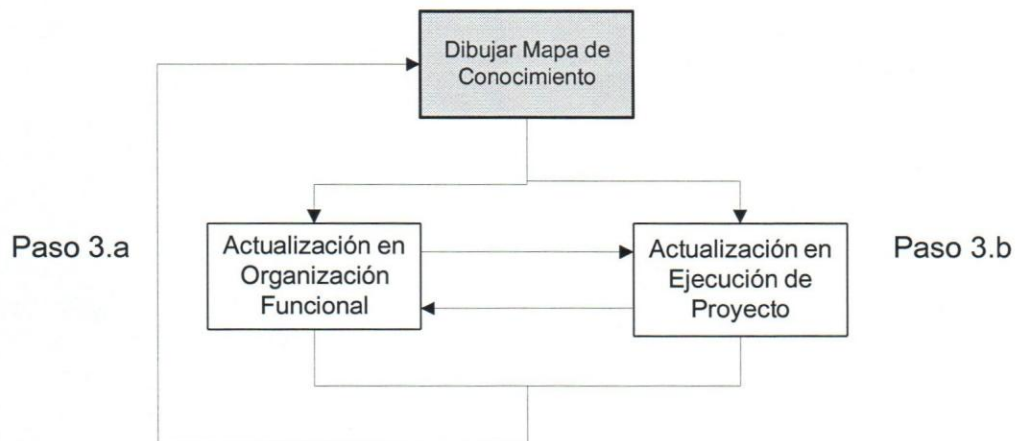 Dibujar Mapa de
Conocimiento
Paso 3.a
Actualización en
Organización
Funcional
Actualización en
Ejecución de
Proyecto
Paso 3.b